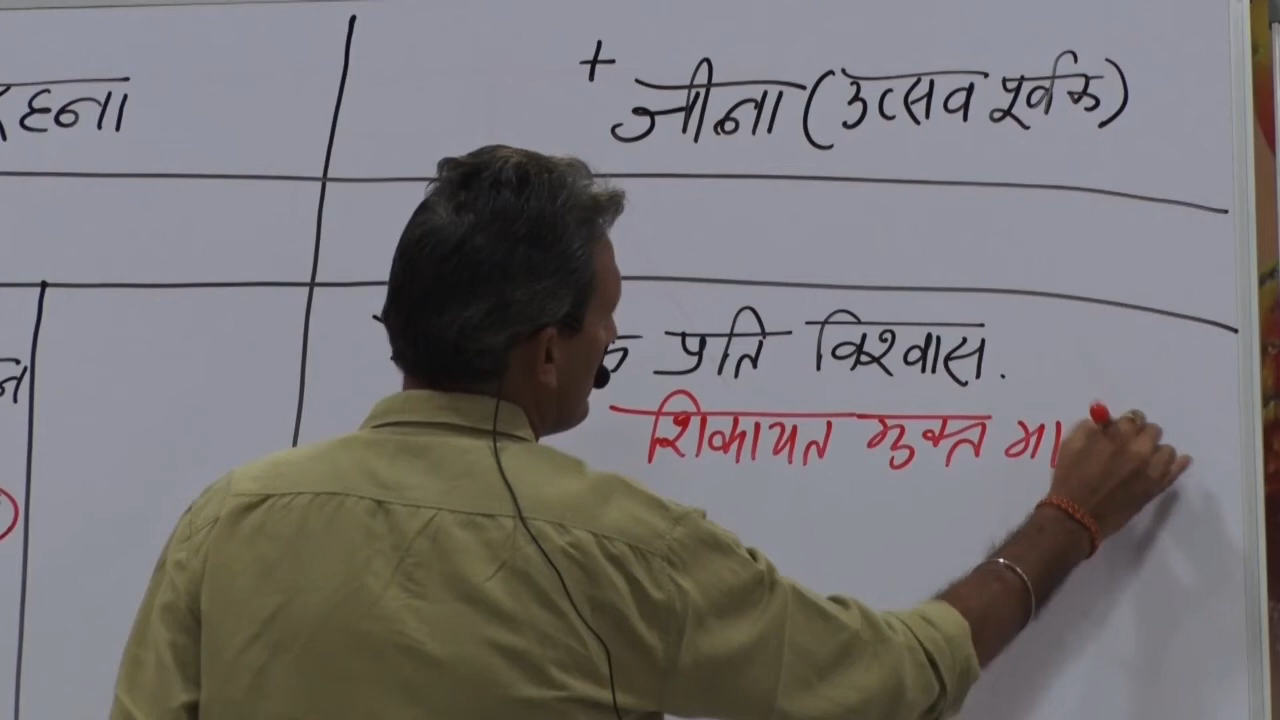 रहना
+ जीना (उत्सव पूर्वक)
के प्रति विश्वास.
शिकायत मुक्त मा